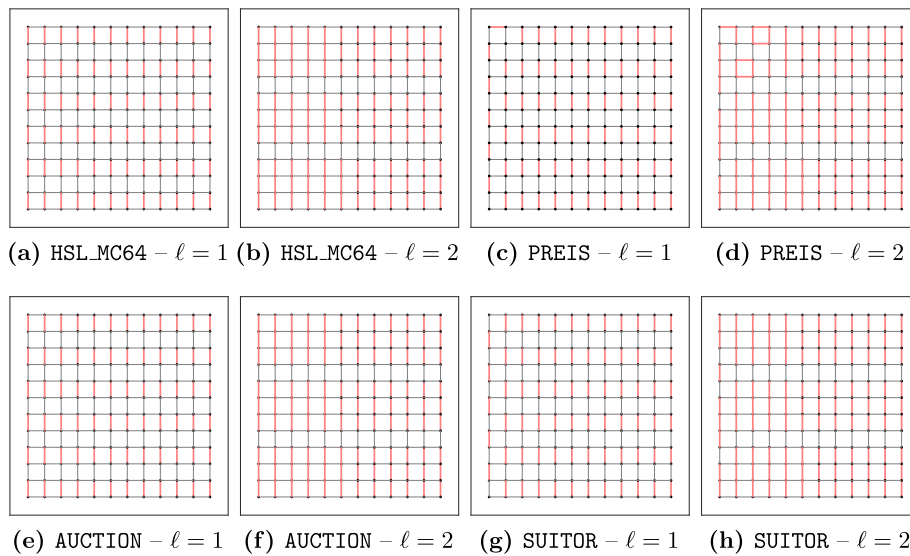 (a) HSL_MC64 – ℓ = 1 (b) HSL_MC64 – ℓ = 2 (c) PREIS – ℓ = 1 (d) PREIS – ℓ = 2
(e) AUCTION – ℓ = 1 (f) AUCTION – ℓ = 2 (g) SUITOR – ℓ = 1 (h) SUITOR – ℓ = 2